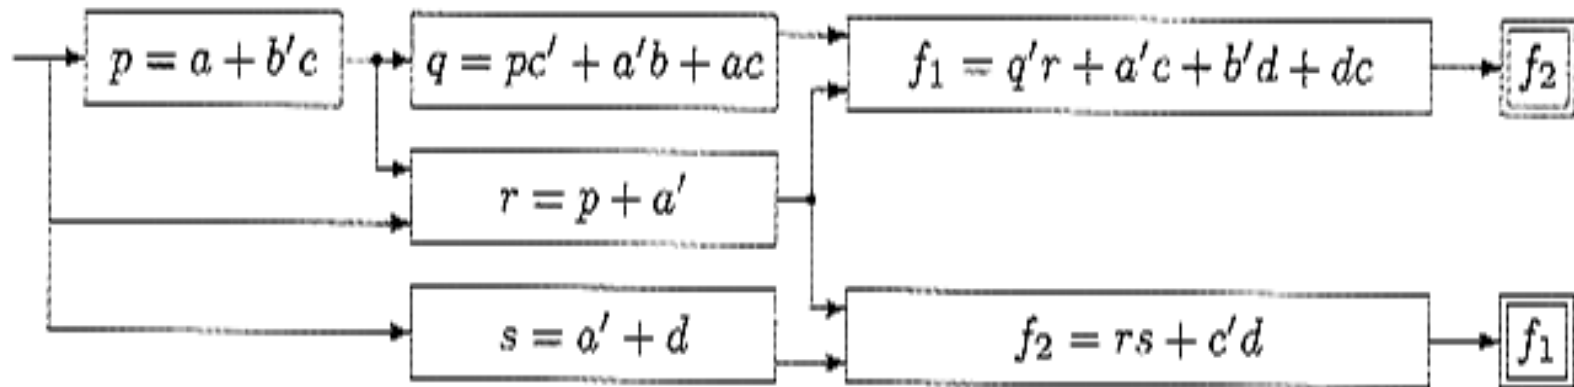 p = a + b′c
q = pc′ + a′b + ac
f₁ = q′r + a′c + b′d + dc
f₂
r = p + a′
s = a′ + d
f₂ = rs + c′d
f₁